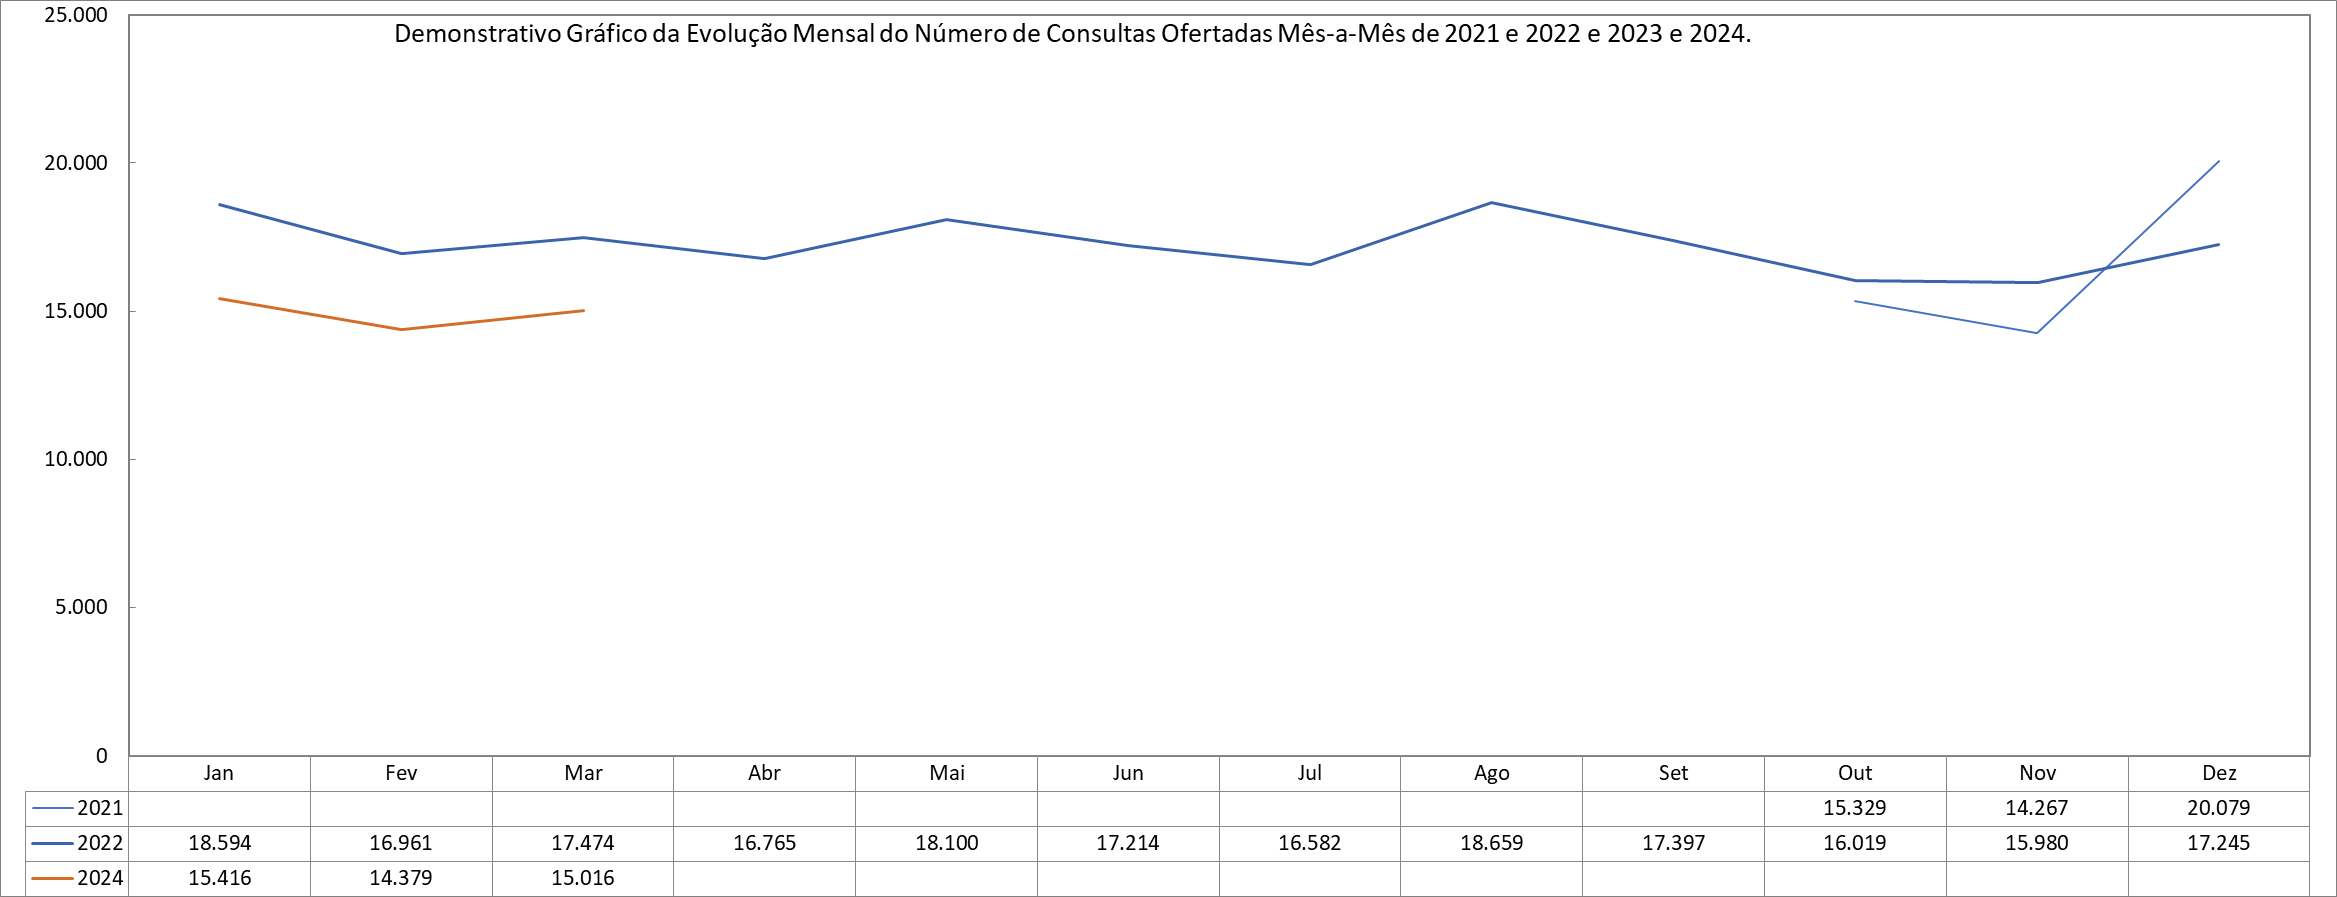 Demonstrativo Gráfico da Evolução Mensal do Número de Consultas Ofertadas Mês-a-Mês de 2021 e 2022 e 2023 e 2024.
25.000
20.000
15.000
10.000
5.000
0
Jan Fev Mar Abr Mai Jun Jul Ago Set Out Nov Dez
2021 15.329 14.267 20.079
2022 18.594 16.961 17.474 16.765 18.100 17.214 16.582 18.659 17.397 16.019 15.980 17.245
2024 15.416 14.379 15.016